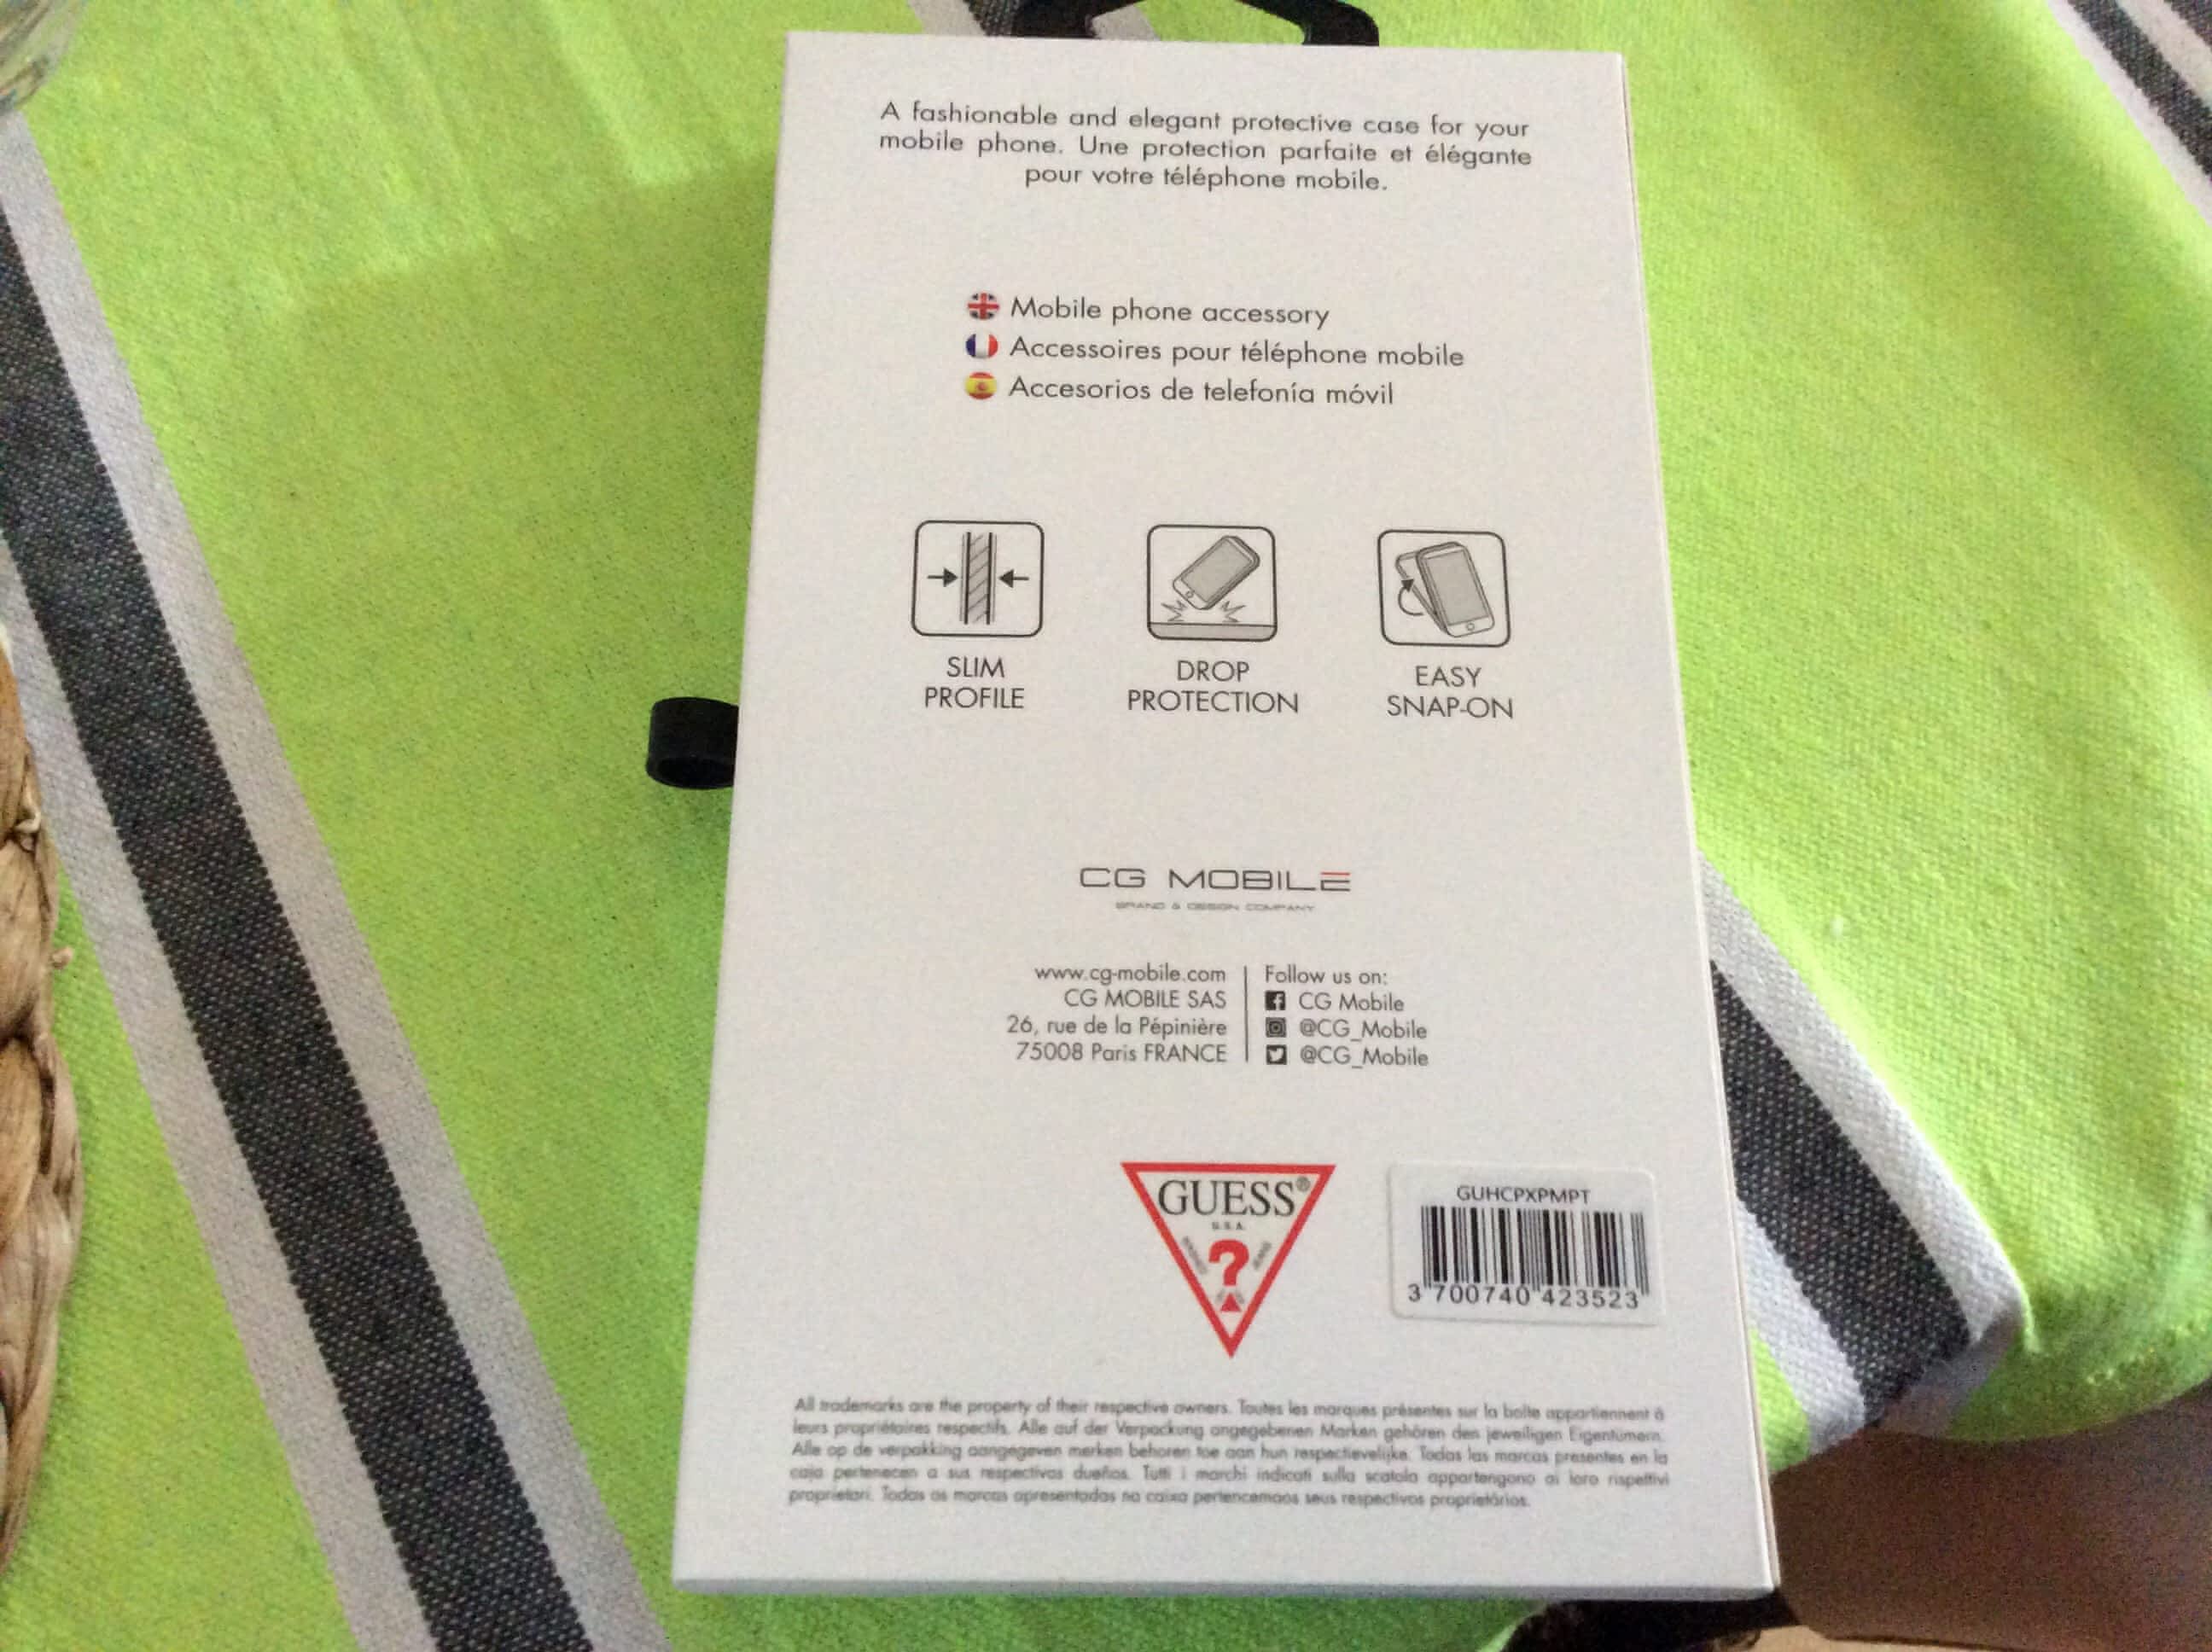 A fashionable and elegant protective case for your
mobile phone. Une protection parfaite et élégante
pour votre téléphone mobile.
Mobile phone accessory
Accessoires pour téléphone mobile
Accesorios de telefonía móvil
SLIM
PROFILE
DROP
PROTECTION
EASY
SNAP-ON
CG MOBILE
BRAND & DESIGN COMPANY
www.cg-mobile.com
CG MOBILE SAS
26, rue de la Pépinière
75008 Paris FRANCE
Follow us on:
CG Mobile
@CG_Mobile
@CG_Mobile
GUESS®
U.S.A.
?
GUHCPXPMPT
3 700740 423523
All trademarks are the property of their respective owners. Toutes les marques présentes sur la boîte appartiennent à
leurs propriétaires respectifs. Alle auf der Verpackung angegebenen Marken gehören den jeweiligen Eigentümern.
Alle op de verpakking aangegeven merken behoren toe aan hun respectievelijke. Todas las marcas presentes en la
caja pertenecen a sus respectivos dueños. Tutti i marchi indicati sulla scatola appartengono ai loro rispettivi
proprietari. Todas as marcas apresentadas na caixa pertencemaos seus respectivos proprietários.